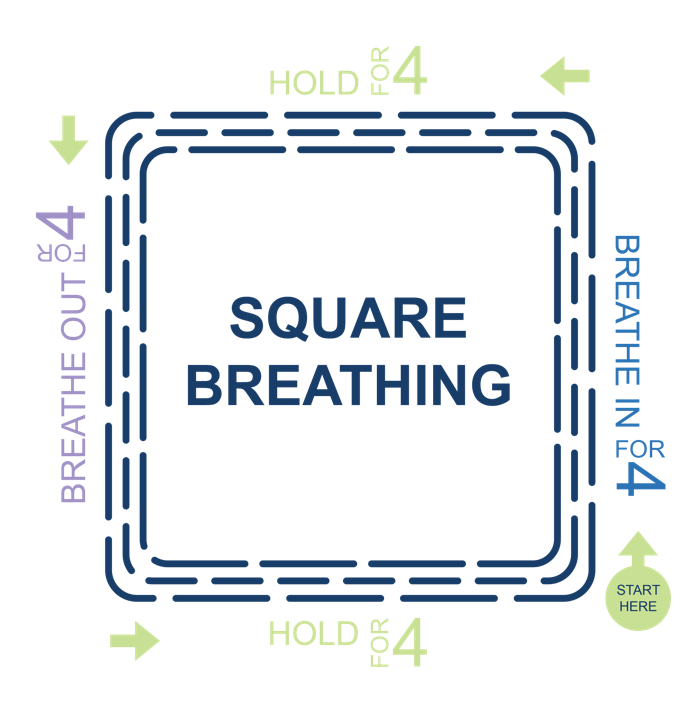 HOLD FOR 4
BREATHE OUT FOR 4
SQUARE
BREATHING
BREATHE IN FOR 4
START
HERE
HOLD FOR 4